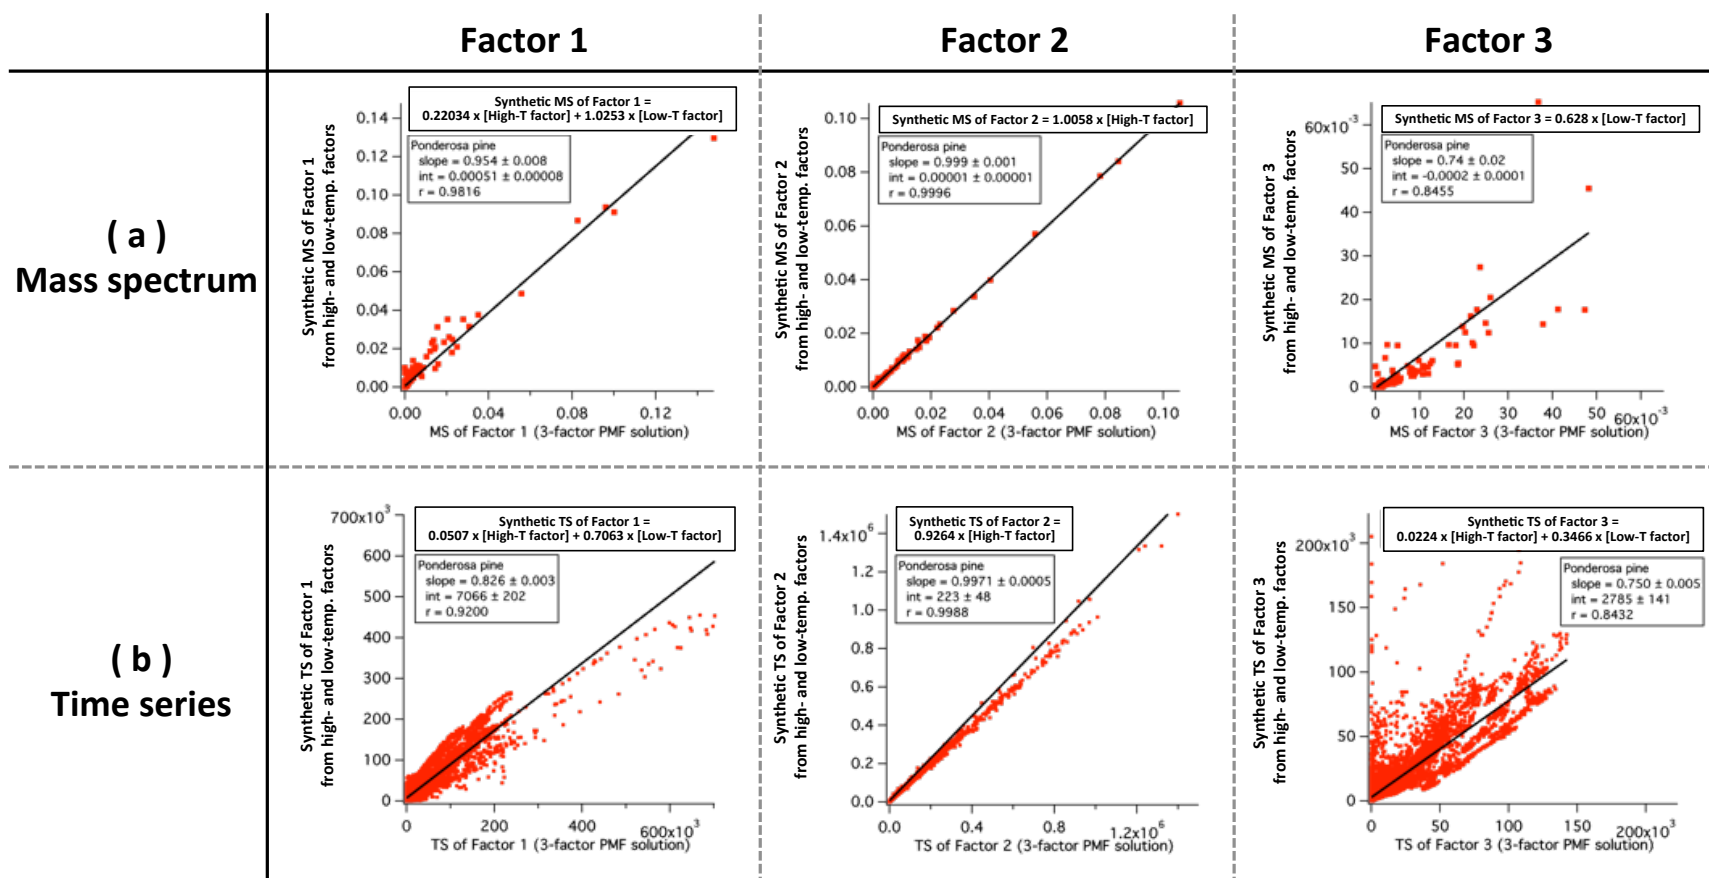 Factor 1
Factor 2
Factor 3
( a )
Mass spectrum
Synthetic MS of Factor 1 =
0.22034 x [High-T factor] + 1.0253 x [Low-T factor]
Ponderosa pine
slope = 0.954 ± 0.008
int = 0.00051 ± 0.00008
r = 0.9816
Synthetic MS of Factor 1
from high- and low-temp. factors
0.14
0.12
0.10
0.08
0.06
0.04
0.02
0.00
0.00 0.04 0.08 0.12
MS of Factor 1 (3-factor PMF solution)
Synthetic MS of Factor 2 = 1.0058 x [High-T factor]
Ponderosa pine
slope = 0.999 ± 0.001
int = 0.00001 ± 0.00001
r = 0.9996
Synthetic MS of Factor 2
from high- and low-temp. factors
0.10
0.08
0.06
0.04
0.02
0.00
0.00 0.02 0.04 0.06 0.08 0.10
MS of Factor 2 (3-factor PMF solution)
Synthetic MS of Factor 3 = 0.628 x [Low-T factor]
Ponderosa pine
slope = 0.74 ± 0.02
int = -0.0002 ± 0.0001
r = 0.8455
Synthetic MS of Factor 3
from high- and low-temp. factors
60x10-3
50
40
30
20
10
0
0 10 20 30 40 50 60x10-3
MS of Factor 3 (3-factor PMF solution)
( b )
Time series
Synthetic TS of Factor 1 =
0.0507 x [High-T factor] + 0.7063 x [Low-T factor]
Ponderosa pine
slope = 0.826 ± 0.003
int = 7066 ± 202
r = 0.9200
Synthetic TS of Factor 1
from high- and low-temp. factors
700x10³
600
500
400
300
200
100
0
0 200 400 600x10³
TS of Factor 1 (3-factor PMF solution)
Synthetic TS of Factor 2 =
0.9264 x [High-T factor]
Ponderosa pine
slope = 0.9971 ± 0.0005
int = 223 ± 48
r = 0.9988
Synthetic TS of Factor 2
from high- and low-temp. factors
1.4x10⁶
1.2
1.0
0.8
0.6
0.4
0.2
0.0
0.0 0.4 0.8 1.2x10⁶
TS of Factor 2 (3-factor PMF solution)
Synthetic TS of Factor 3 =
0.0224 x [High-T factor] + 0.3466 x [Low-T factor]
Ponderosa pine
slope = 0.750 ± 0.005
int = 2785 ± 141
r = 0.8432
Synthetic TS of Factor 3
from high- and low-temp. factors
200x10³
150
100
50
0
0 50 100 150 200x10³
TS of Factor 3 (3-factor PMF solution)